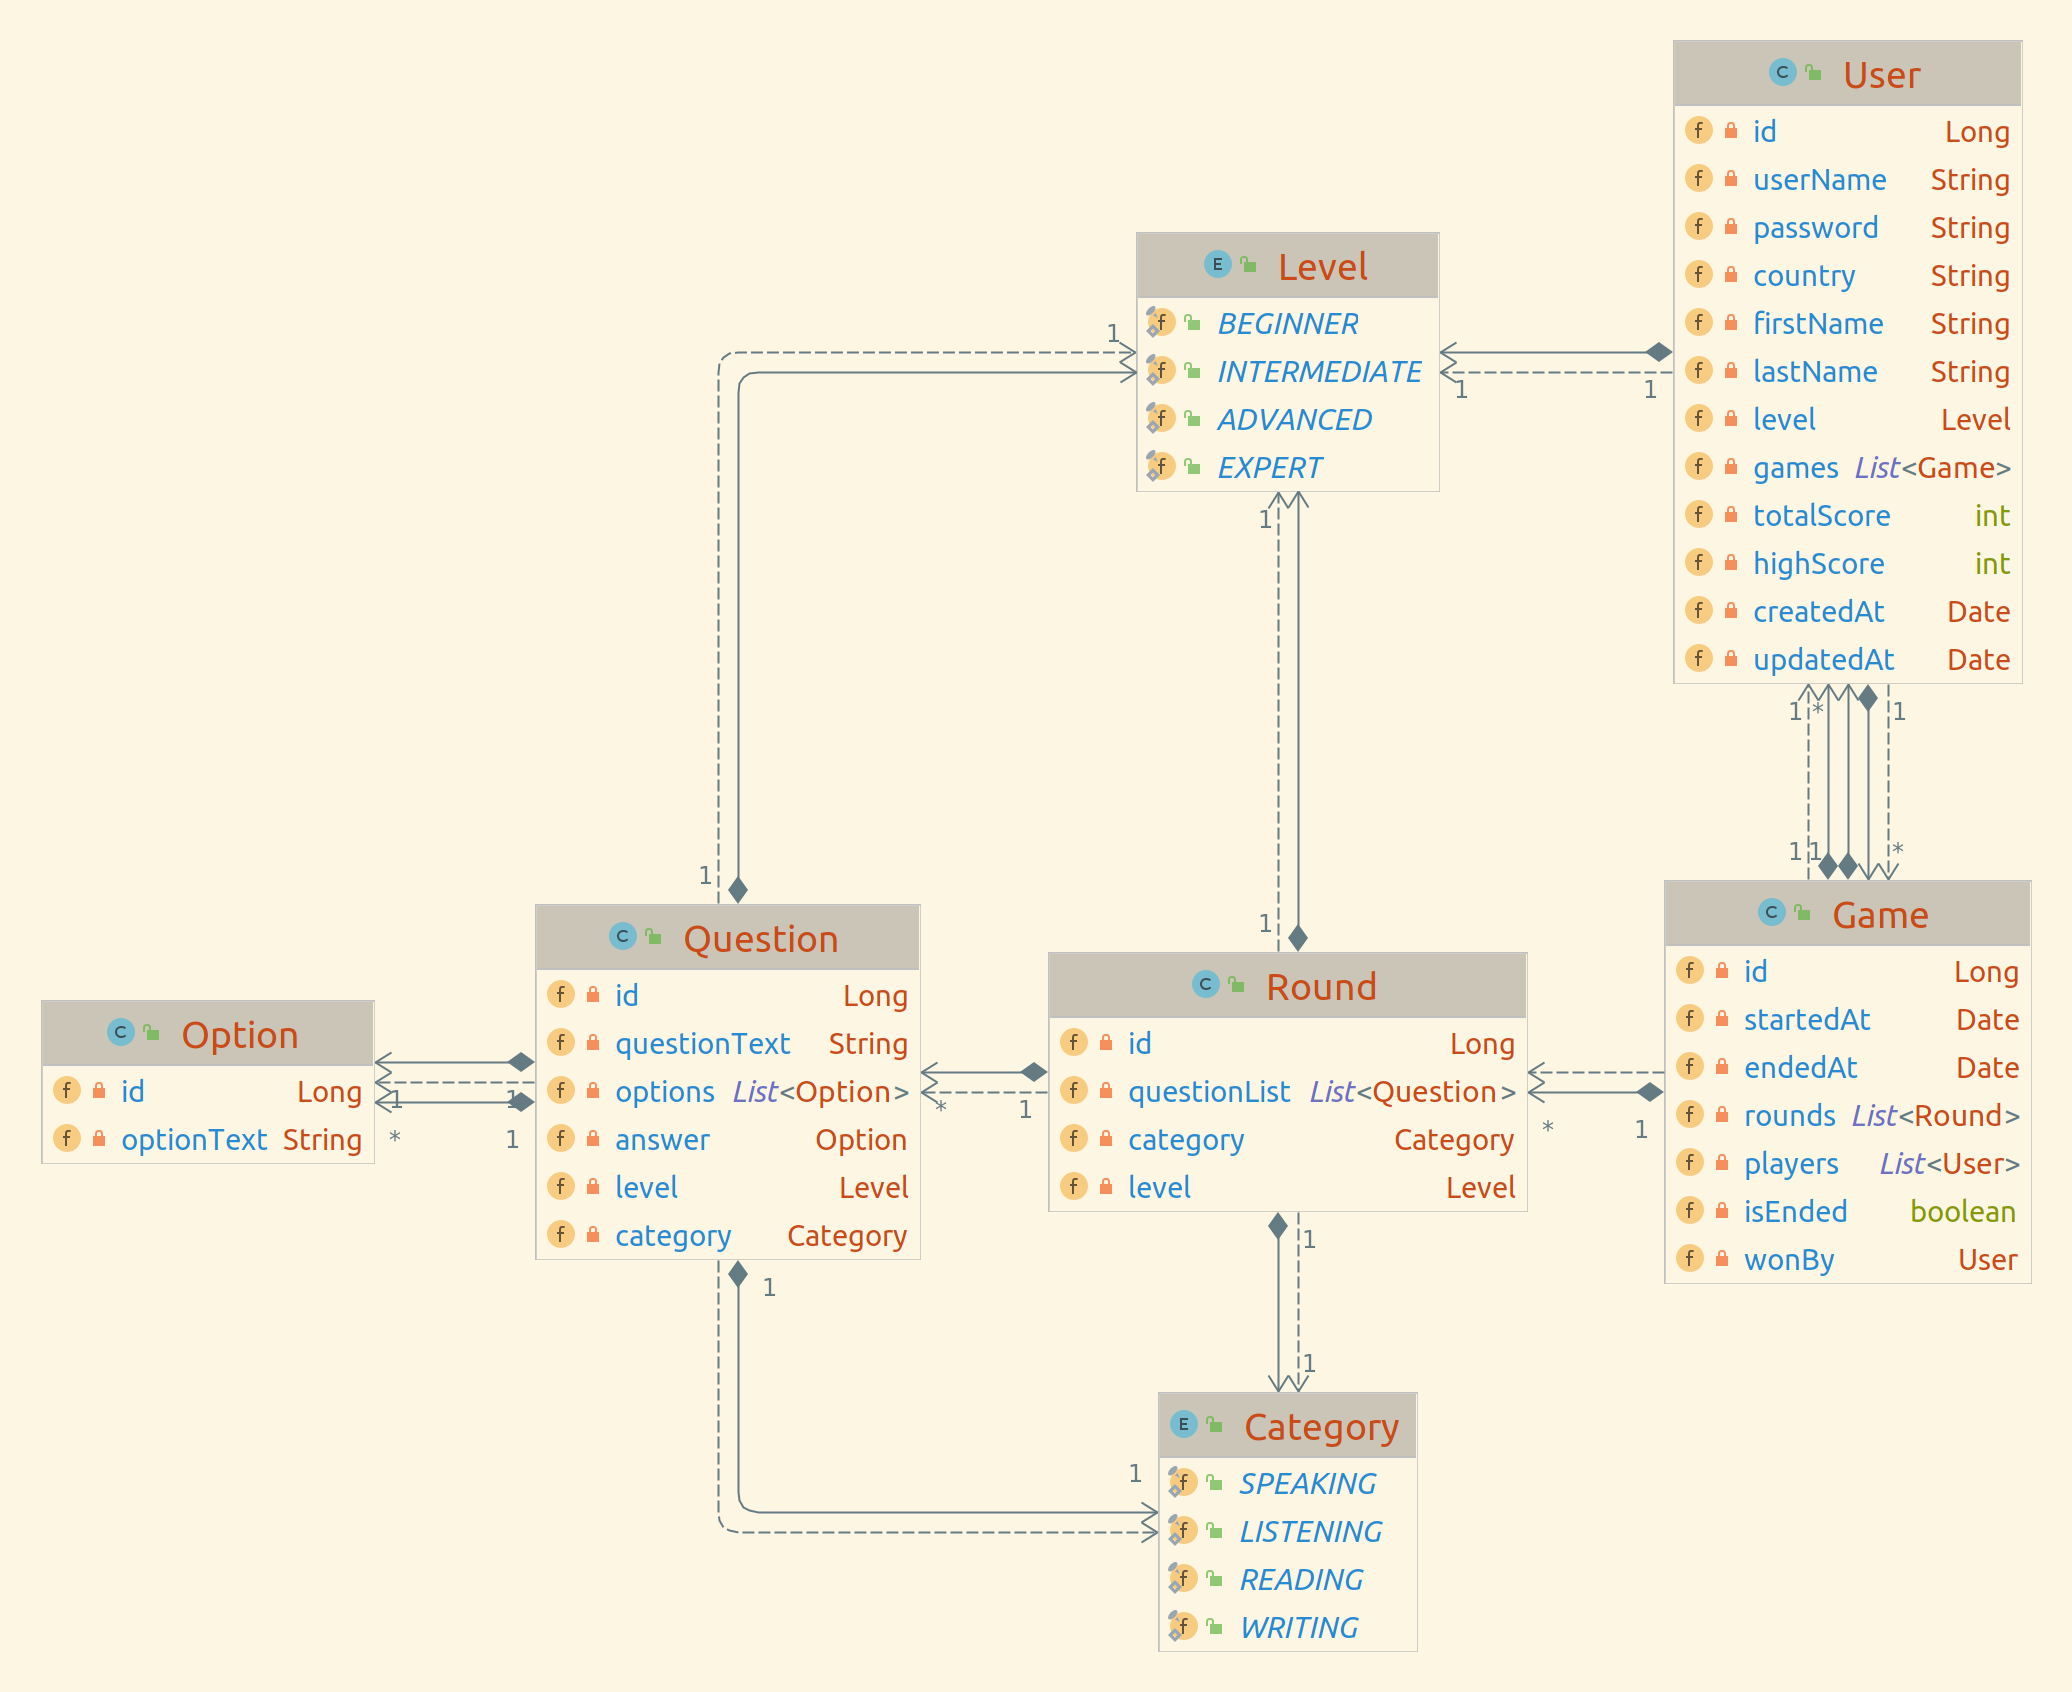 User
id Long
userName String
password String
country String
firstName String
lastName String
level Level
games List<Game>
totalScore int
highScore int
createdAt Date
updatedAt Date
Level
BEGINNER
INTERMEDIATE
ADVANCED
EXPERT
1
1
1
1
1
1
1
1 * 1
1 1 *
Question
id Long
questionText String
options List<Option>
answer Option
level Level
category Category
Option
id Long
optionText String
1 1
* 1
Round
id Long
questionList List<Question>
category Category
level Level
* 1
Game
id Long
startedAt Date
endedAt Date
rounds List<Round>
players List<User>
isEnded boolean
wonBy User
* 1
1
1
1
1
Category
SPEAKING
LISTENING
READING
WRITING